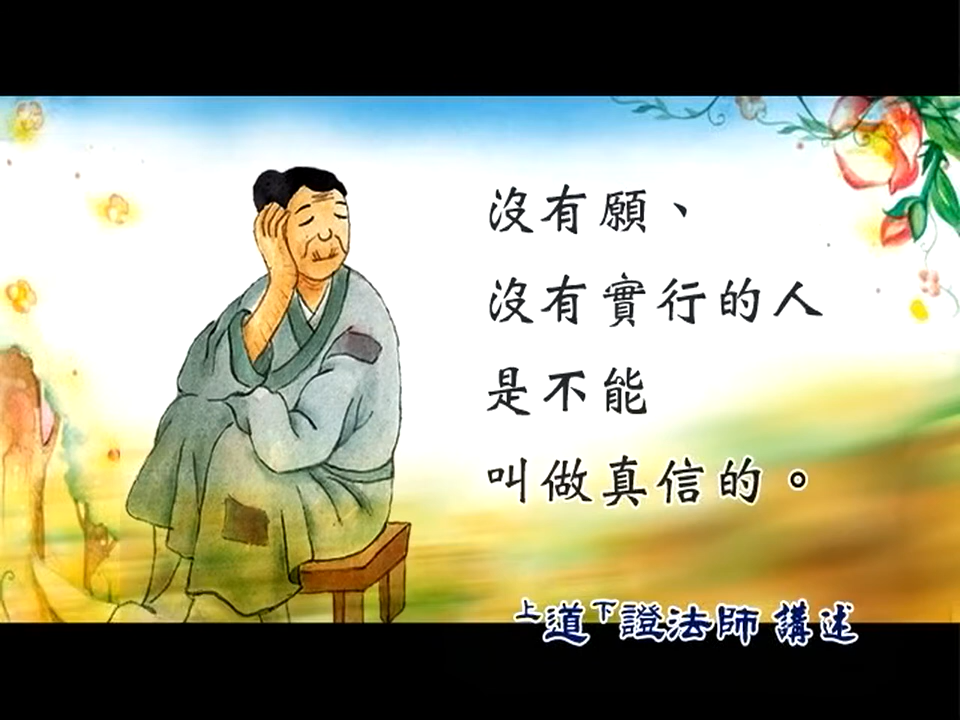 沒有願、
沒有實行的人
是不能
叫做真信的。
上道下證法師 講述